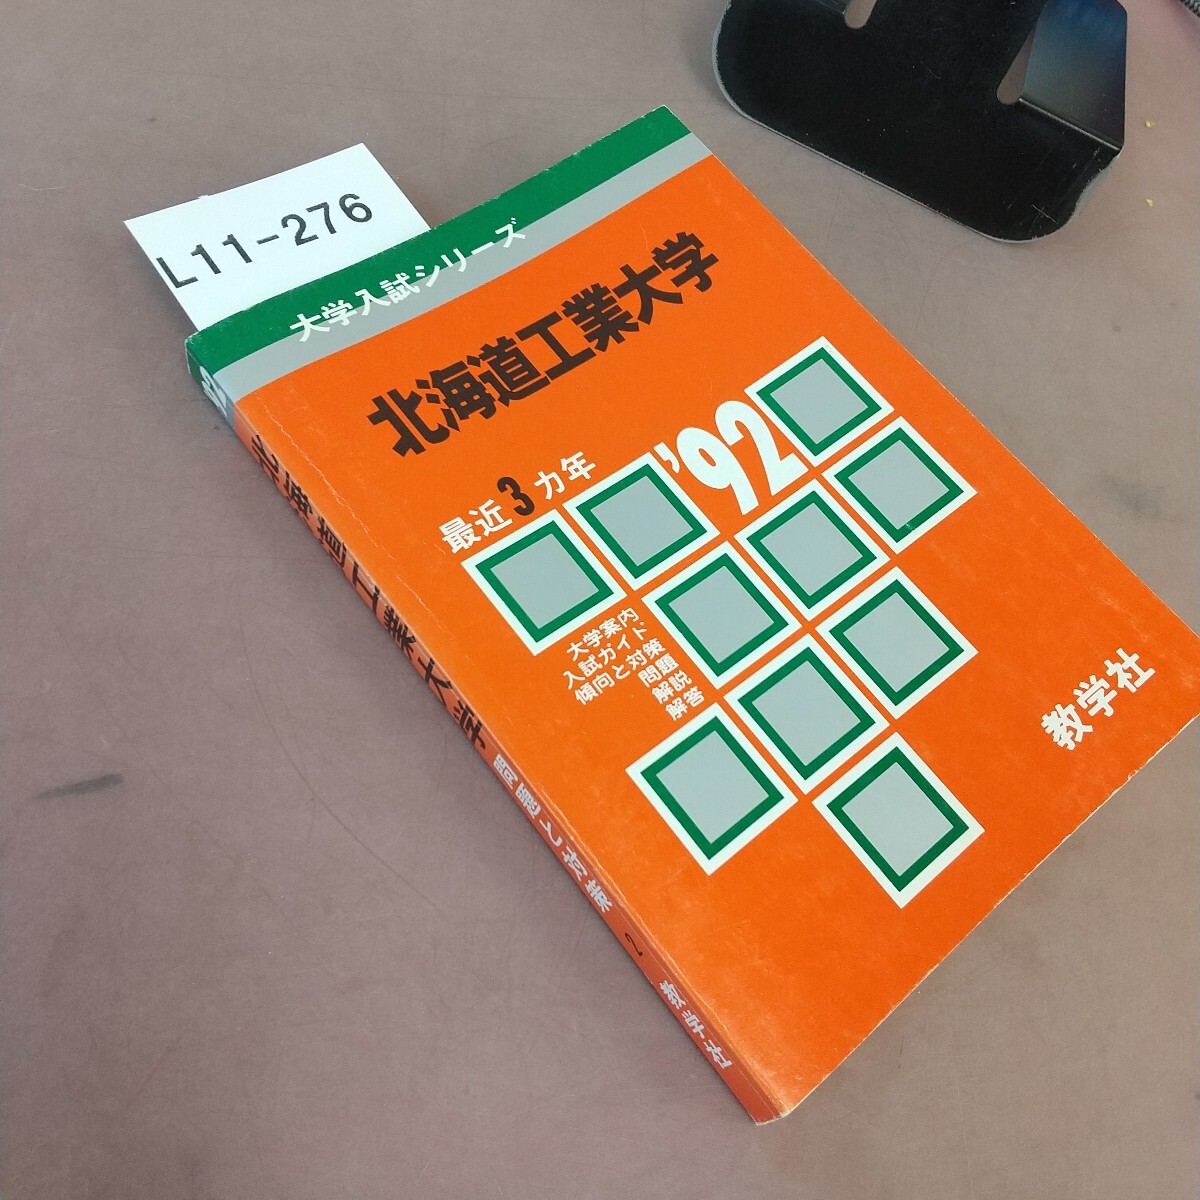 L11-276
大学入試シリーズ
北海道工業大学
'92
最近3カ年
大学案内
入試ガイド
傾向と対策
問題
解説
解答
教学社
北海道工業大学 問題と対策 2 教学社